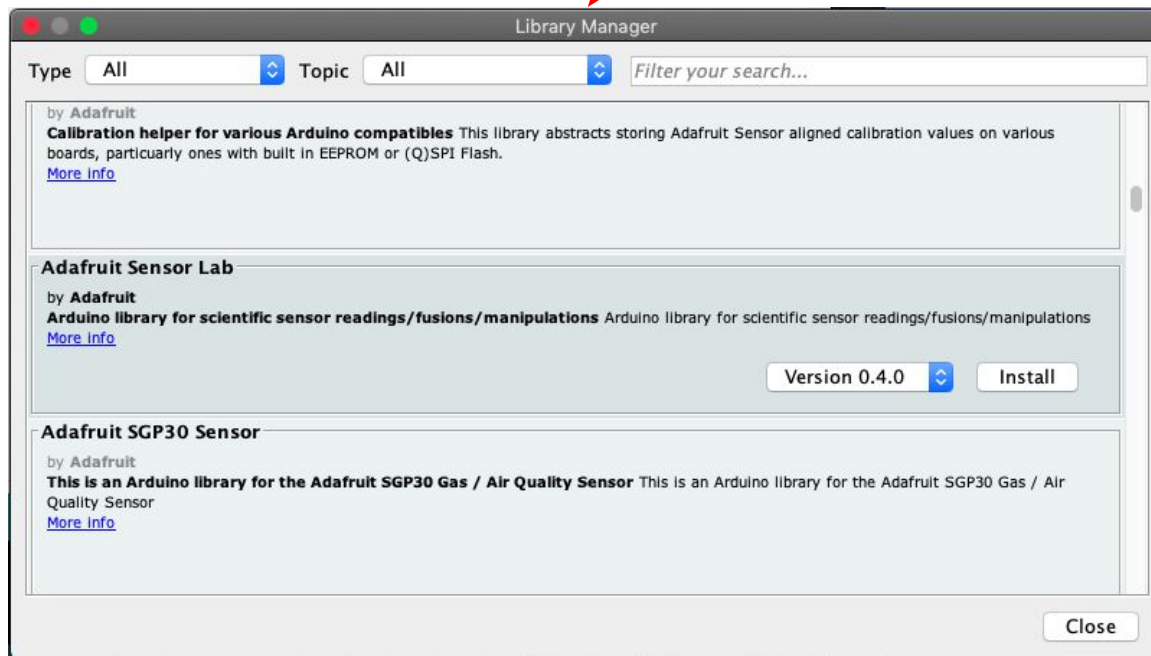 Library Manager
Type All Topic All Filter your search...
by Adafruit
Calibration helper for various Arduino compatibles This library abstracts storing Adafruit Sensor aligned calibration values on various
boards, particuarly ones with built in EEPROM or (Q)SPI Flash.
More info
Adafruit Sensor Lab
by Adafruit
Arduino library for scientific sensor readings/fusions/manipulations Arduino library for scientific sensor readings/fusions/manipulations
More info
Version 0.4.0 Install
Adafruit SGP30 Sensor
by Adafruit
This is an Arduino library for the Adafruit SGP30 Gas / Air Quality Sensor This is an Arduino library for the Adafruit SGP30 Gas / Air
Quality Sensor
More info
Close